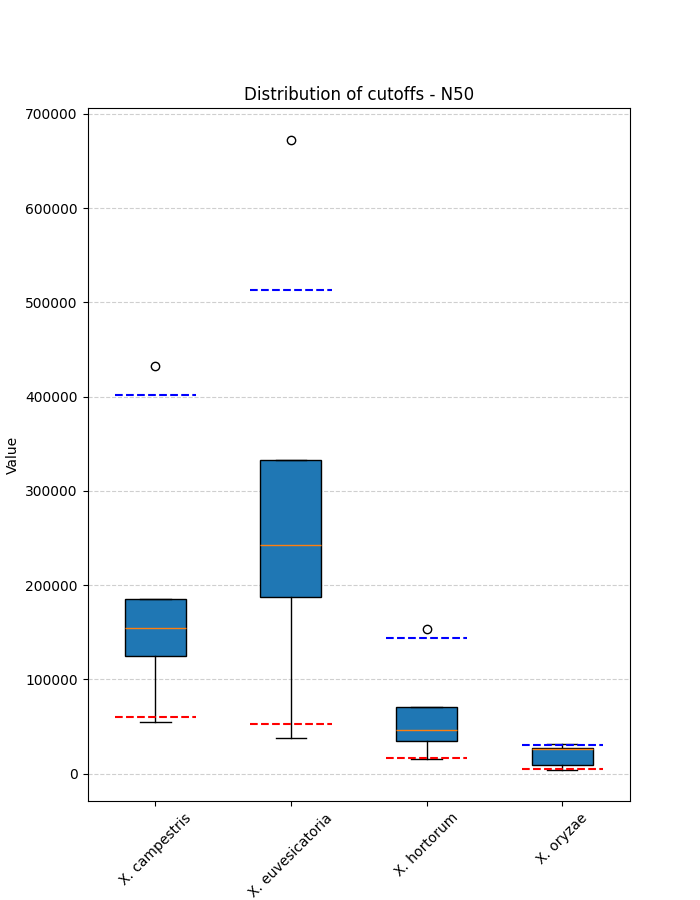 Distribution of cutoffs - N50
700000
600000
500000
400000
300000
200000
100000
0
Value
X. campestris
X. euvesicatoria
X. hortorum
X. oryzae